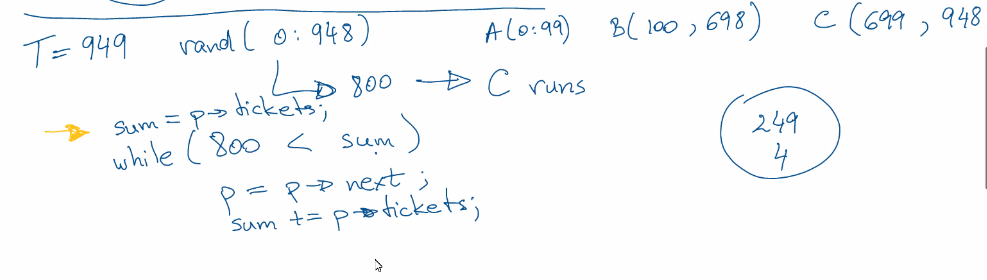 T = 949 rand( 0: 948) A(0:99) B(100, 698) C (699, 948
800 → C runs
sum = p→tickets;
while (800 < sum)
249
4
p = p→next;
sum += p→tickets;